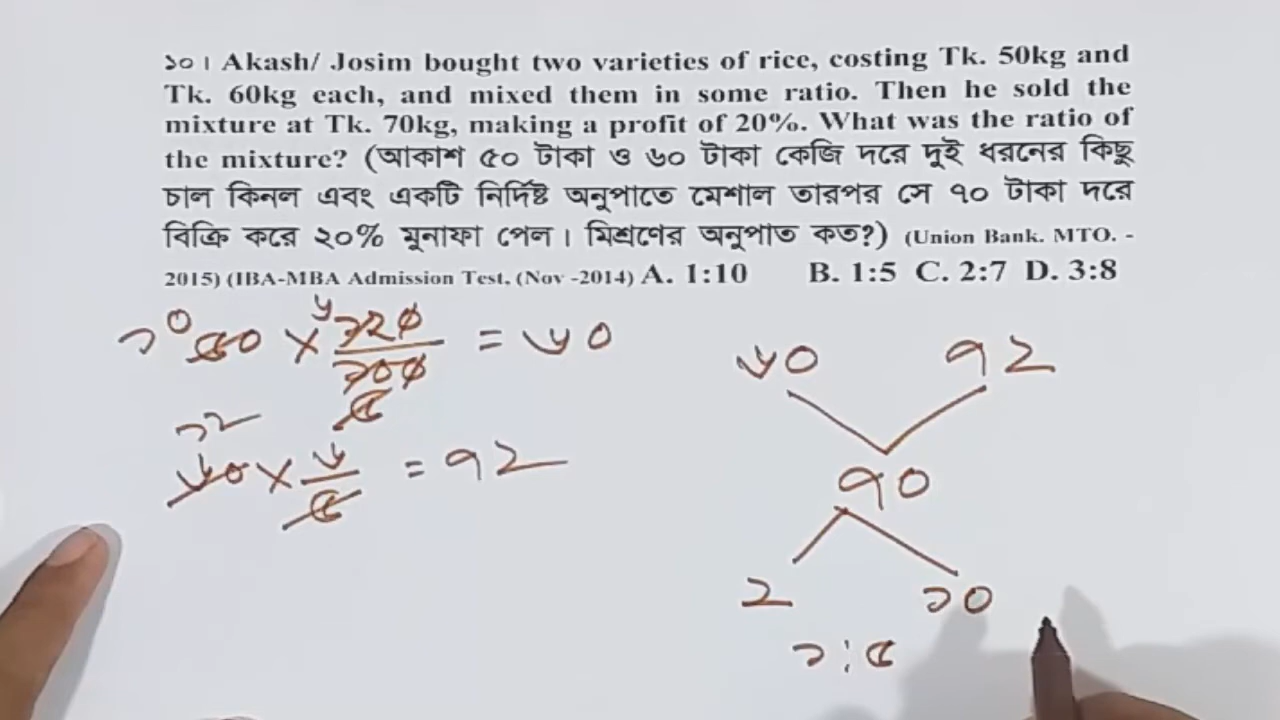 ১০। Akash/ Josim bought two varieties of rice, costing Tk. 50kg and
Tk. 60kg each, and mixed them in some ratio. Then he sold the
mixture at Tk. 70kg, making a profit of 20%. What was the ratio of
the mixture? (আকাশ ৫০ টাকা ও ৬০ টাকা কেজি দরে দুই ধরনের কিছু
চাল কিনল এবং একটি নির্দিষ্ট অনুপাতে মেশাল তারপর সে ৭০ টাকা দরে
বিক্রি করে ২০% মুনাফা পেল। মিশ্রণের অনুপাত কত?) (Union Bank. MTO. -
2015) (IBA-MBA Admission Test, (Nov -2014) A. 1:10 B. 1:5 C. 2:7 D. 3:8
১০ ৬
৫০ × ১২০/১০০ = ৬০
৫
১২
৬০ × ৬/৫ = ৭২
৬০ ৭২
৭০
২ ১০
১:৫